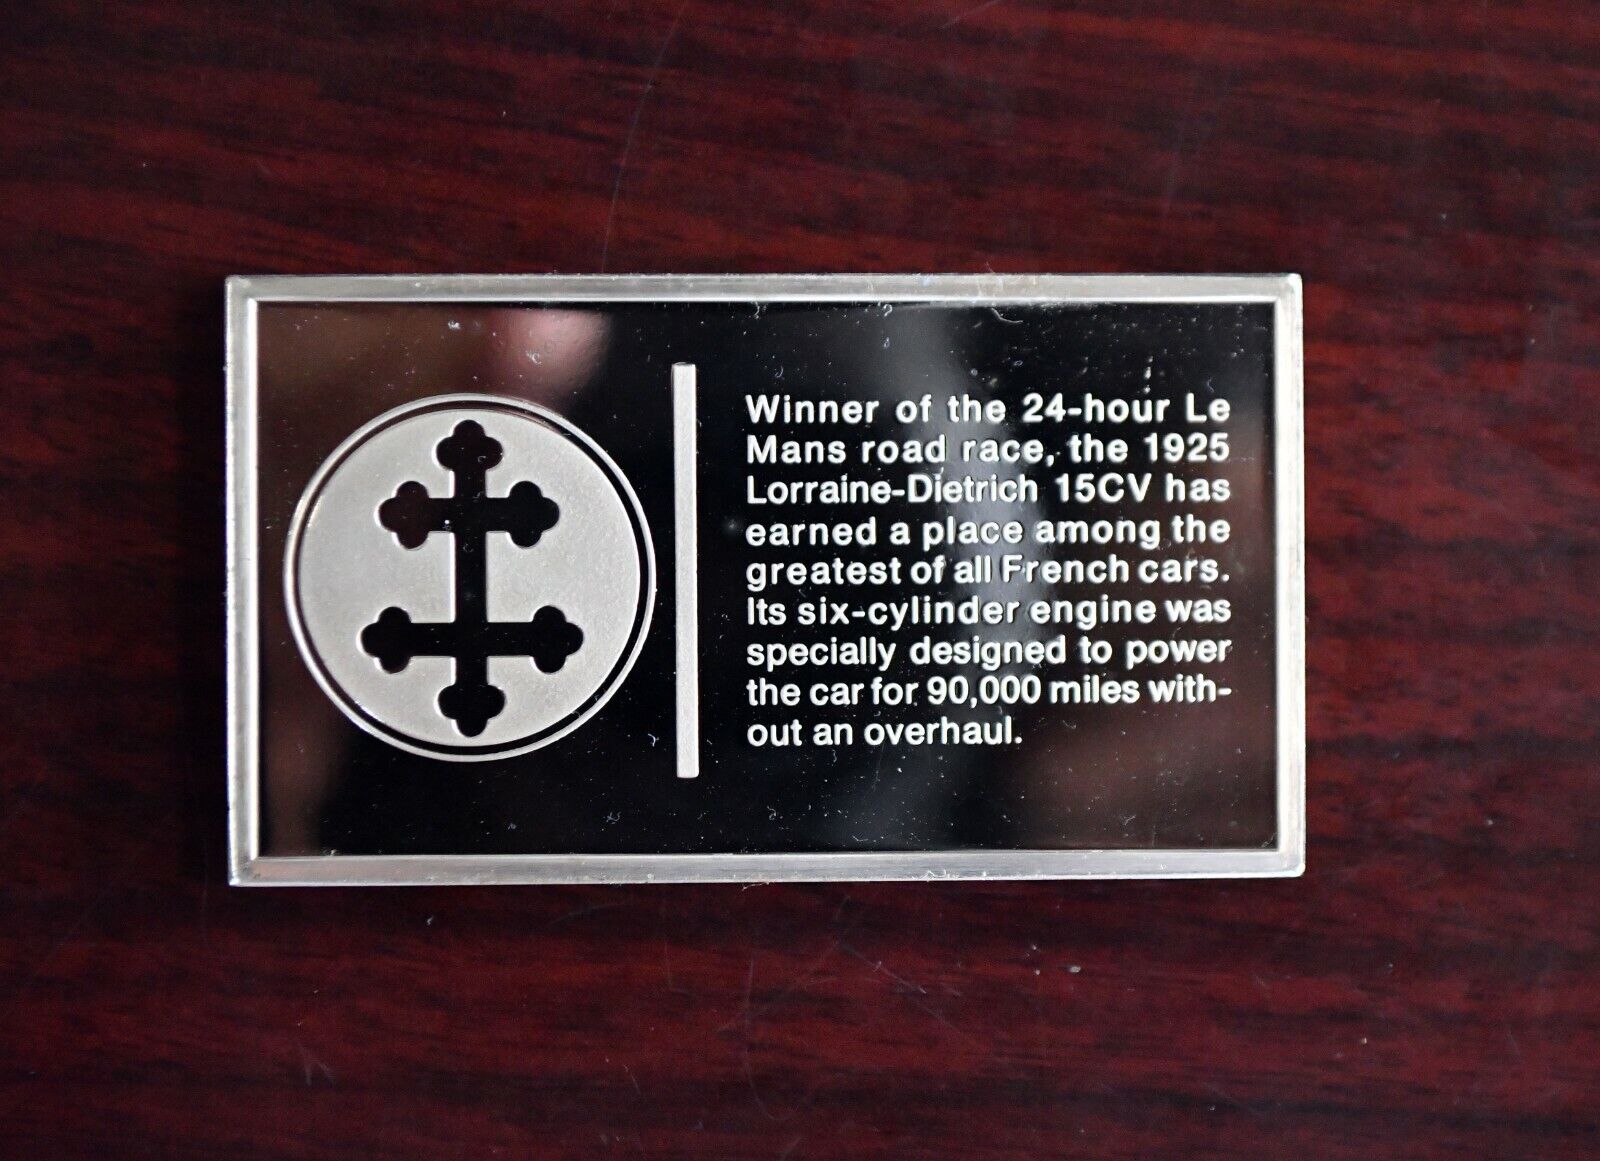 Winner of the 24-hour Le
Mans road race, the 1925
Lorraine-Dietrich 15CV has
earned a place among the
greatest of all French cars.
Its six-cylinder engine was
specially designed to power
the car for 90,000 miles with-
out an overhaul.